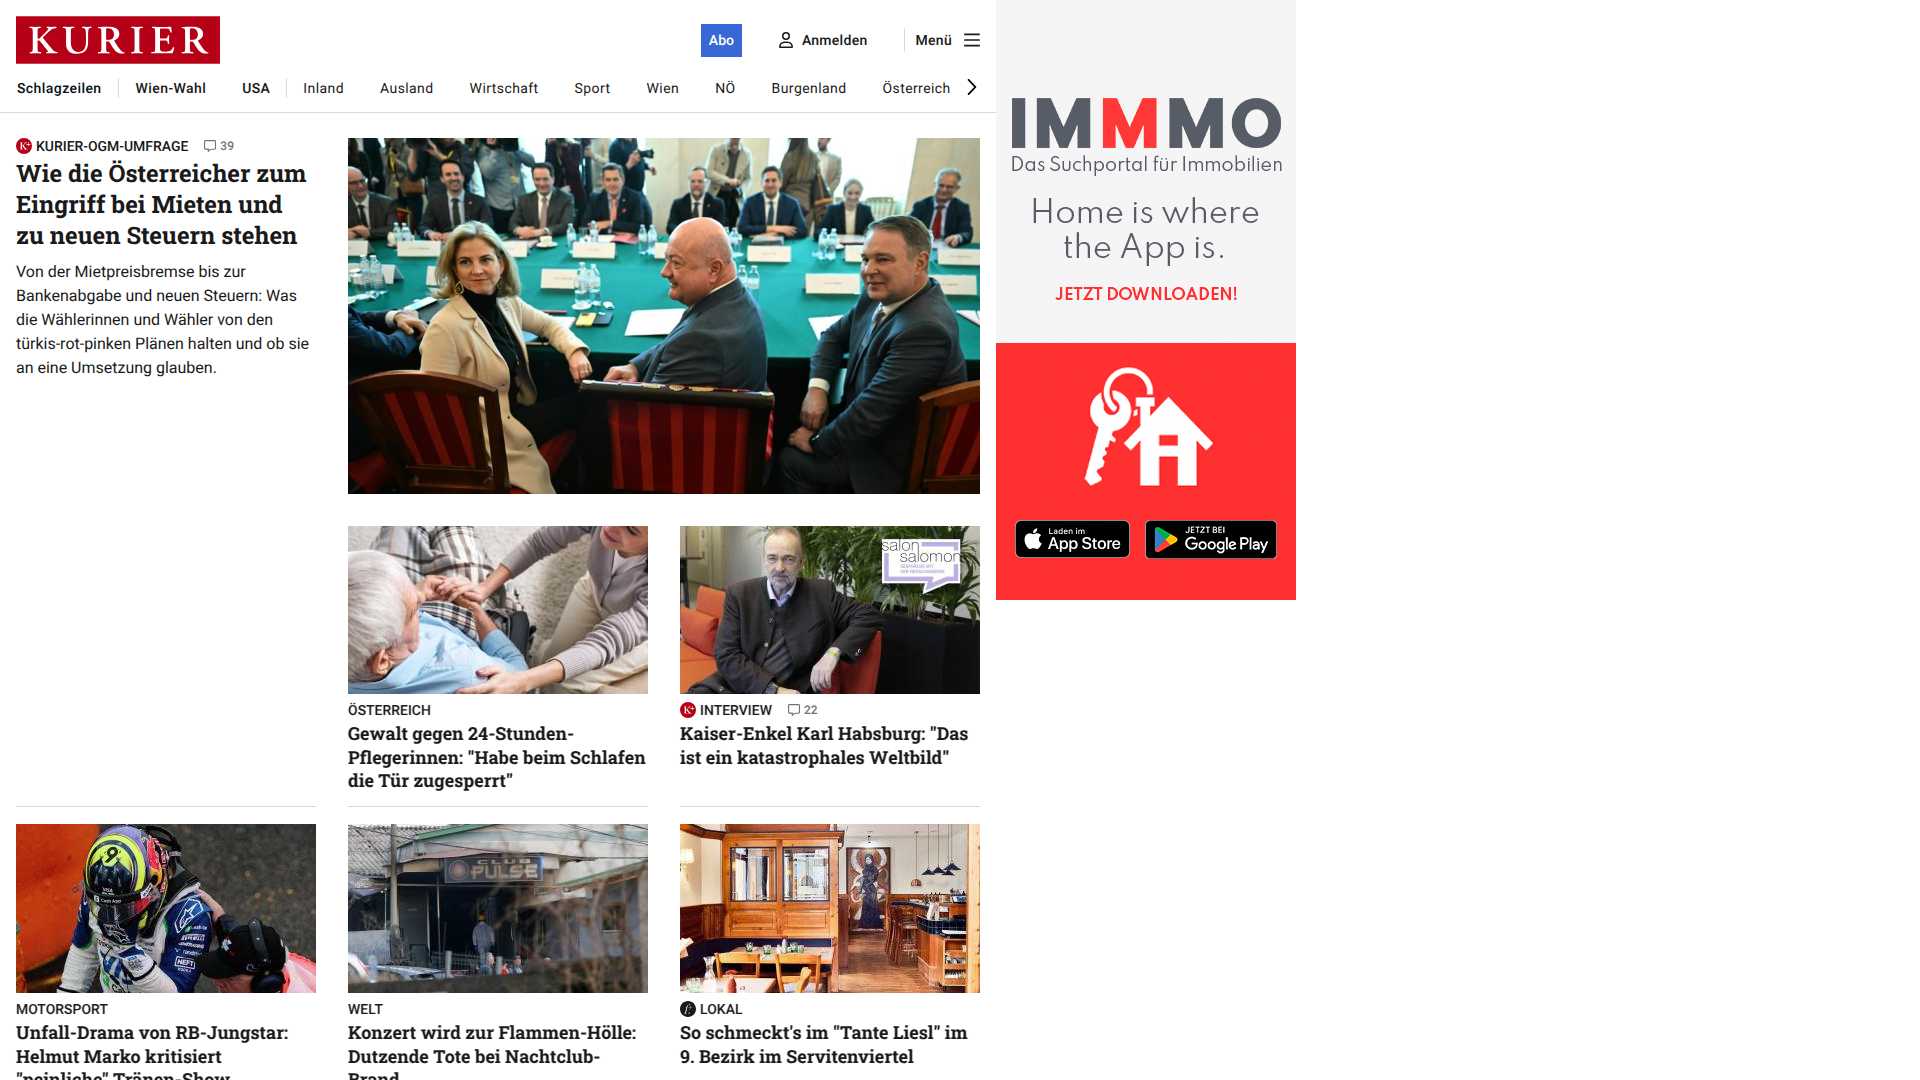 KURIER
Abo
Anmelden
Menü
Schlagzeilen
Wien-Wahl
USA
Inland
Ausland
Wirtschaft
Sport
Wien
NÖ
Burgenland
Österreich
KURIER-OGM-UMFRAGE 39
Wie die Österreicher zum
Eingriff bei Mieten und
zu neuen Steuern stehen
Von der Mietpreisbremse bis zur
Bankenabgabe und neuen Steuern: Was
die Wählerinnen und Wähler von den
türkis-rot-pinken Plänen halten und ob sie
an eine Umsetzung glauben.
ÖSTERREICH
Gewalt gegen 24-Stunden-
Pflegerinnen: "Habe beim Schlafen
die Tür zugesperrt"
salon
salomon
INTERVIEW 22
Kaiser-Enkel Karl Habsburg: "Das
ist ein katastrophales Weltbild"
MOTORSPORT
Unfall-Drama von RB-Jungstar:
Helmut Marko kritisiert
"peinliche" Tränen-Show
CLUB
PULSE
WELT
Konzert wird zur Flammen-Hölle:
Dutzende Tote bei Nachtclub-
Brand
LOKAL
So schmeckt's im "Tante Liesl" im
9. Bezirk im Servitenviertel
IMMMO
Das Suchportal für Immobilien
Home is where
the App is.
JETZT DOWNLOADEN!
Laden im
App Store
JETZT BEI
Google Play